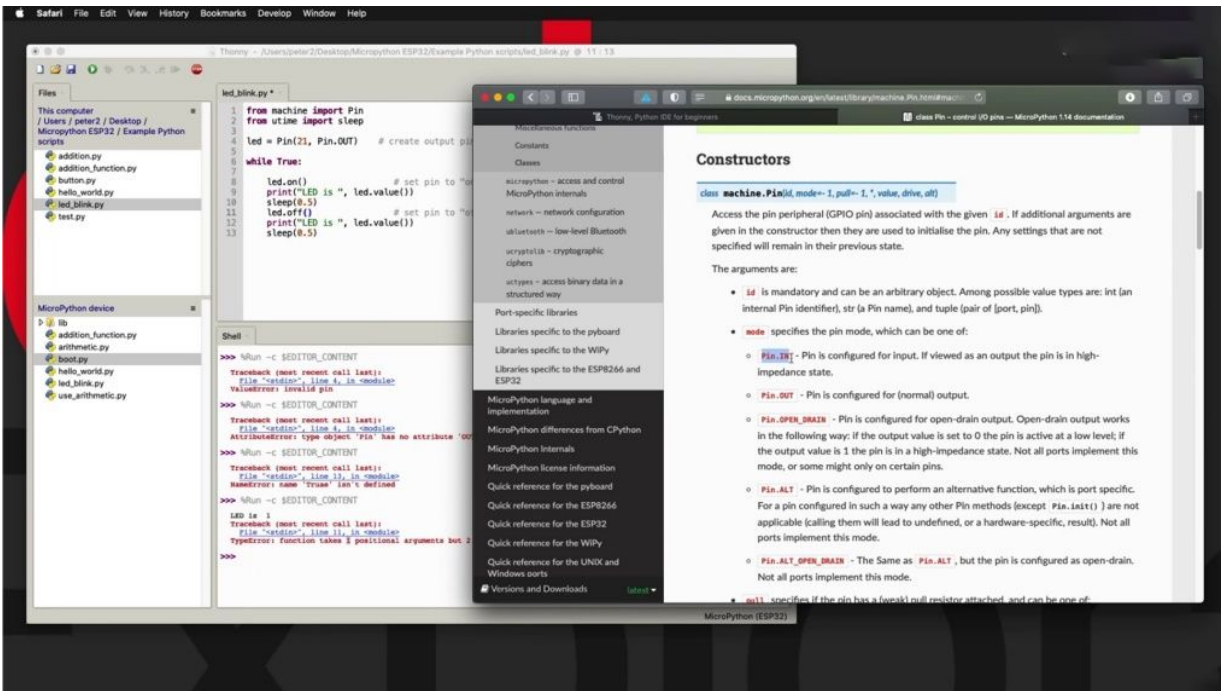 Safari File Edit View History Bookmarks Develop Window Help
Thonny - /Users/peter2/Desktop/Micropython ESP32/Example Python scripts/led_blink.py @ 11 : 13
Files
This computer
/ Users / peter2 / Desktop /
Micropython ESP32 / Example Python
scripts
addition.py
addition_function.py
button.py
hello_world.py
led_blink.py
test.py
MicroPython device
lib
addition_function.py
arithmetic.py
boot.py
hello_world.py
led_blink.py
use_arithmetic.py
led_blink.py *
1 from machine import Pin
2 from utime import sleep
3
4 led = Pin(21, Pin.OUT) # create output pin
5
6 while True:
7
8 led.on() # set pin to "o
9 print("LED is ", led.value())
10 sleep(0.5)
11 led.off() # set pin to "o
12 print("LED is ", led.value())
13 sleep(0.5)
Shell
>>> %Run -c $EDITOR_CONTENT
Traceback (most recent call last):
File "<stdin>", line 4, in <module>
ValueError: invalid pin
>>> %Run -c $EDITOR_CONTENT
Traceback (most recent call last):
File "<stdin>", line 4, in <module>
AttributeError: type object 'Pin' has no attribute 'OU
>>> %Run -c $EDITOR_CONTENT
Traceback (most recent call last):
File "<stdin>", line 13, in <module>
NameError: name 'Truae' isn't defined
>>> %Run -c $EDITOR_CONTENT
LED is 1
Traceback (most recent call last):
File "<stdin>", line 11, in <module>
TypeError: function takes 1 positional arguments but 2
>>>
MicroPython (ESP32)
docs.micropython.org/en/latest/library/machine.Pin.html#mach
Thonny, Python IDE for beginners
class Pin – control I/O pins — MicroPython 1.14 documentation
Miscellaneous functions
Constants
Classes
micropython – access and control
MicroPython internals
network — network configuration
ubluetooth — low-level Bluetooth
ucryptolib – cryptographic
ciphers
uctypes – access binary data in a
structured way
Port-specific libraries
Libraries specific to the pyboard
Libraries specific to the WiPy
Libraries specific to the ESP8266 and
ESP32
MicroPython language and
implementation
MicroPython differences from CPython
MicroPython Internals
MicroPython license information
Quick reference for the pyboard
Quick reference for the ESP8266
Quick reference for the ESP32
Quick reference for the WiPy
Quick reference for the UNIX and
Windows ports
Versions and Downloads latest
Constructors
class machine.Pin(id, mode=- 1, pull=- 1, *, value, drive, alt)
Access the pin peripheral (GPIO pin) associated with the given id . If additional arguments are
given in the constructor then they are used to initialise the pin. Any settings that are not
specified will remain in their previous state.
The arguments are:
• id is mandatory and can be an arbitrary object. Among possible value types are: int (an
internal Pin identifier), str (a Pin name), and tuple (pair of [port, pin]).
• mode specifies the pin mode, which can be one of:
Pin.IN - Pin is configured for input. If viewed as an output the pin is in high-
impedance state.
Pin.OUT - Pin is configured for (normal) output.
Pin.OPEN_DRAIN - Pin is configured for open-drain output. Open-drain output works
in the following way: if the output value is set to 0 the pin is active at a low level; if
the output value is 1 the pin is in a high-impedance state. Not all ports implement this
mode, or some might only on certain pins.
Pin.ALT - Pin is configured to perform an alternative function, which is port specific.
For a pin configured in such a way any other Pin methods (except Pin.init() ) are not
applicable (calling them will lead to undefined, or a hardware-specific, result). Not all
ports implement this mode.
Pin.ALT_OPEN_DRAIN - The Same as Pin.ALT , but the pin is configured as open-drain.
Not all ports implement this mode.
• pull specifies if the pin has a (weak) pull resistor attached, and can be one of: